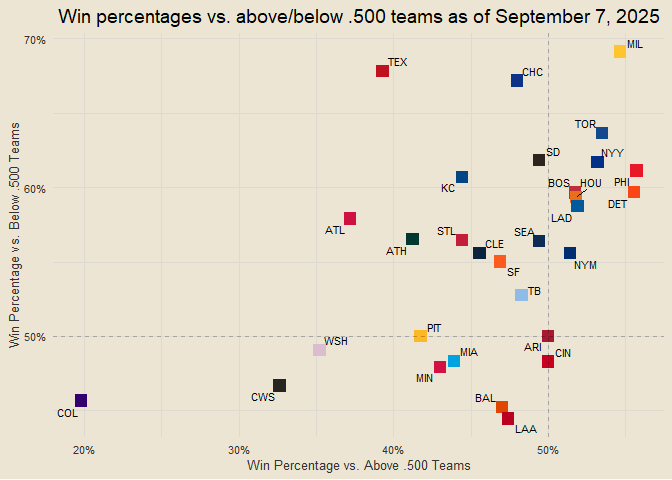 Win percentages vs. above/below .500 teams as of September 7, 2025
70%
MIL
TEX
CHC
TOR
SD
NYY
60%
KC
BOS
HOU
PHI
DET
LAD
ATL
STL
SEA
ATH
CLE
NYM
SF
TB
50%
PIT
WSH
ARI
MIA
CIN
MIN
CWS
COL
BAL
LAA
20%
30%
40%
50%
Win Percentage vs. Above .500 Teams
Win Percentage vs. Below .500 Teams